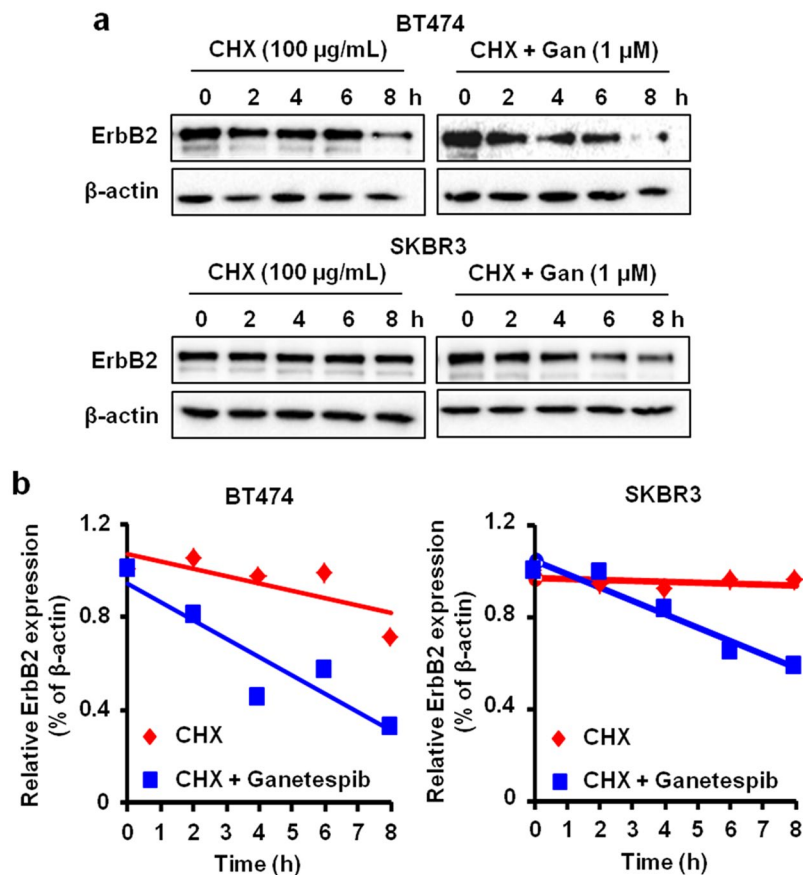 a
BT474
CHX (100 µg/mL) CHX + Gan (1 µM)
0 2 4 6 8 h 0 2 4 6 8 h
ErbB2
β-actin
SKBR3
CHX (100 µg/mL) CHX + Gan (1 µM)
0 2 4 6 8 h 0 2 4 6 8 h
ErbB2
β-actin
b
BT474
Relative ErbB2 expression
(% of β-actin)
1.2
0.8
0.4
0
CHX
CHX + Ganetespib
0 1 2 3 4 5 6 7 8
Time (h)
SKBR3
Relative ErbB2 expression
(% of β-actin)
1.2
0.8
0.4
0
CHX
CHX + Ganetespib
0 1 2 3 4 5 6 7 8
Time (h)